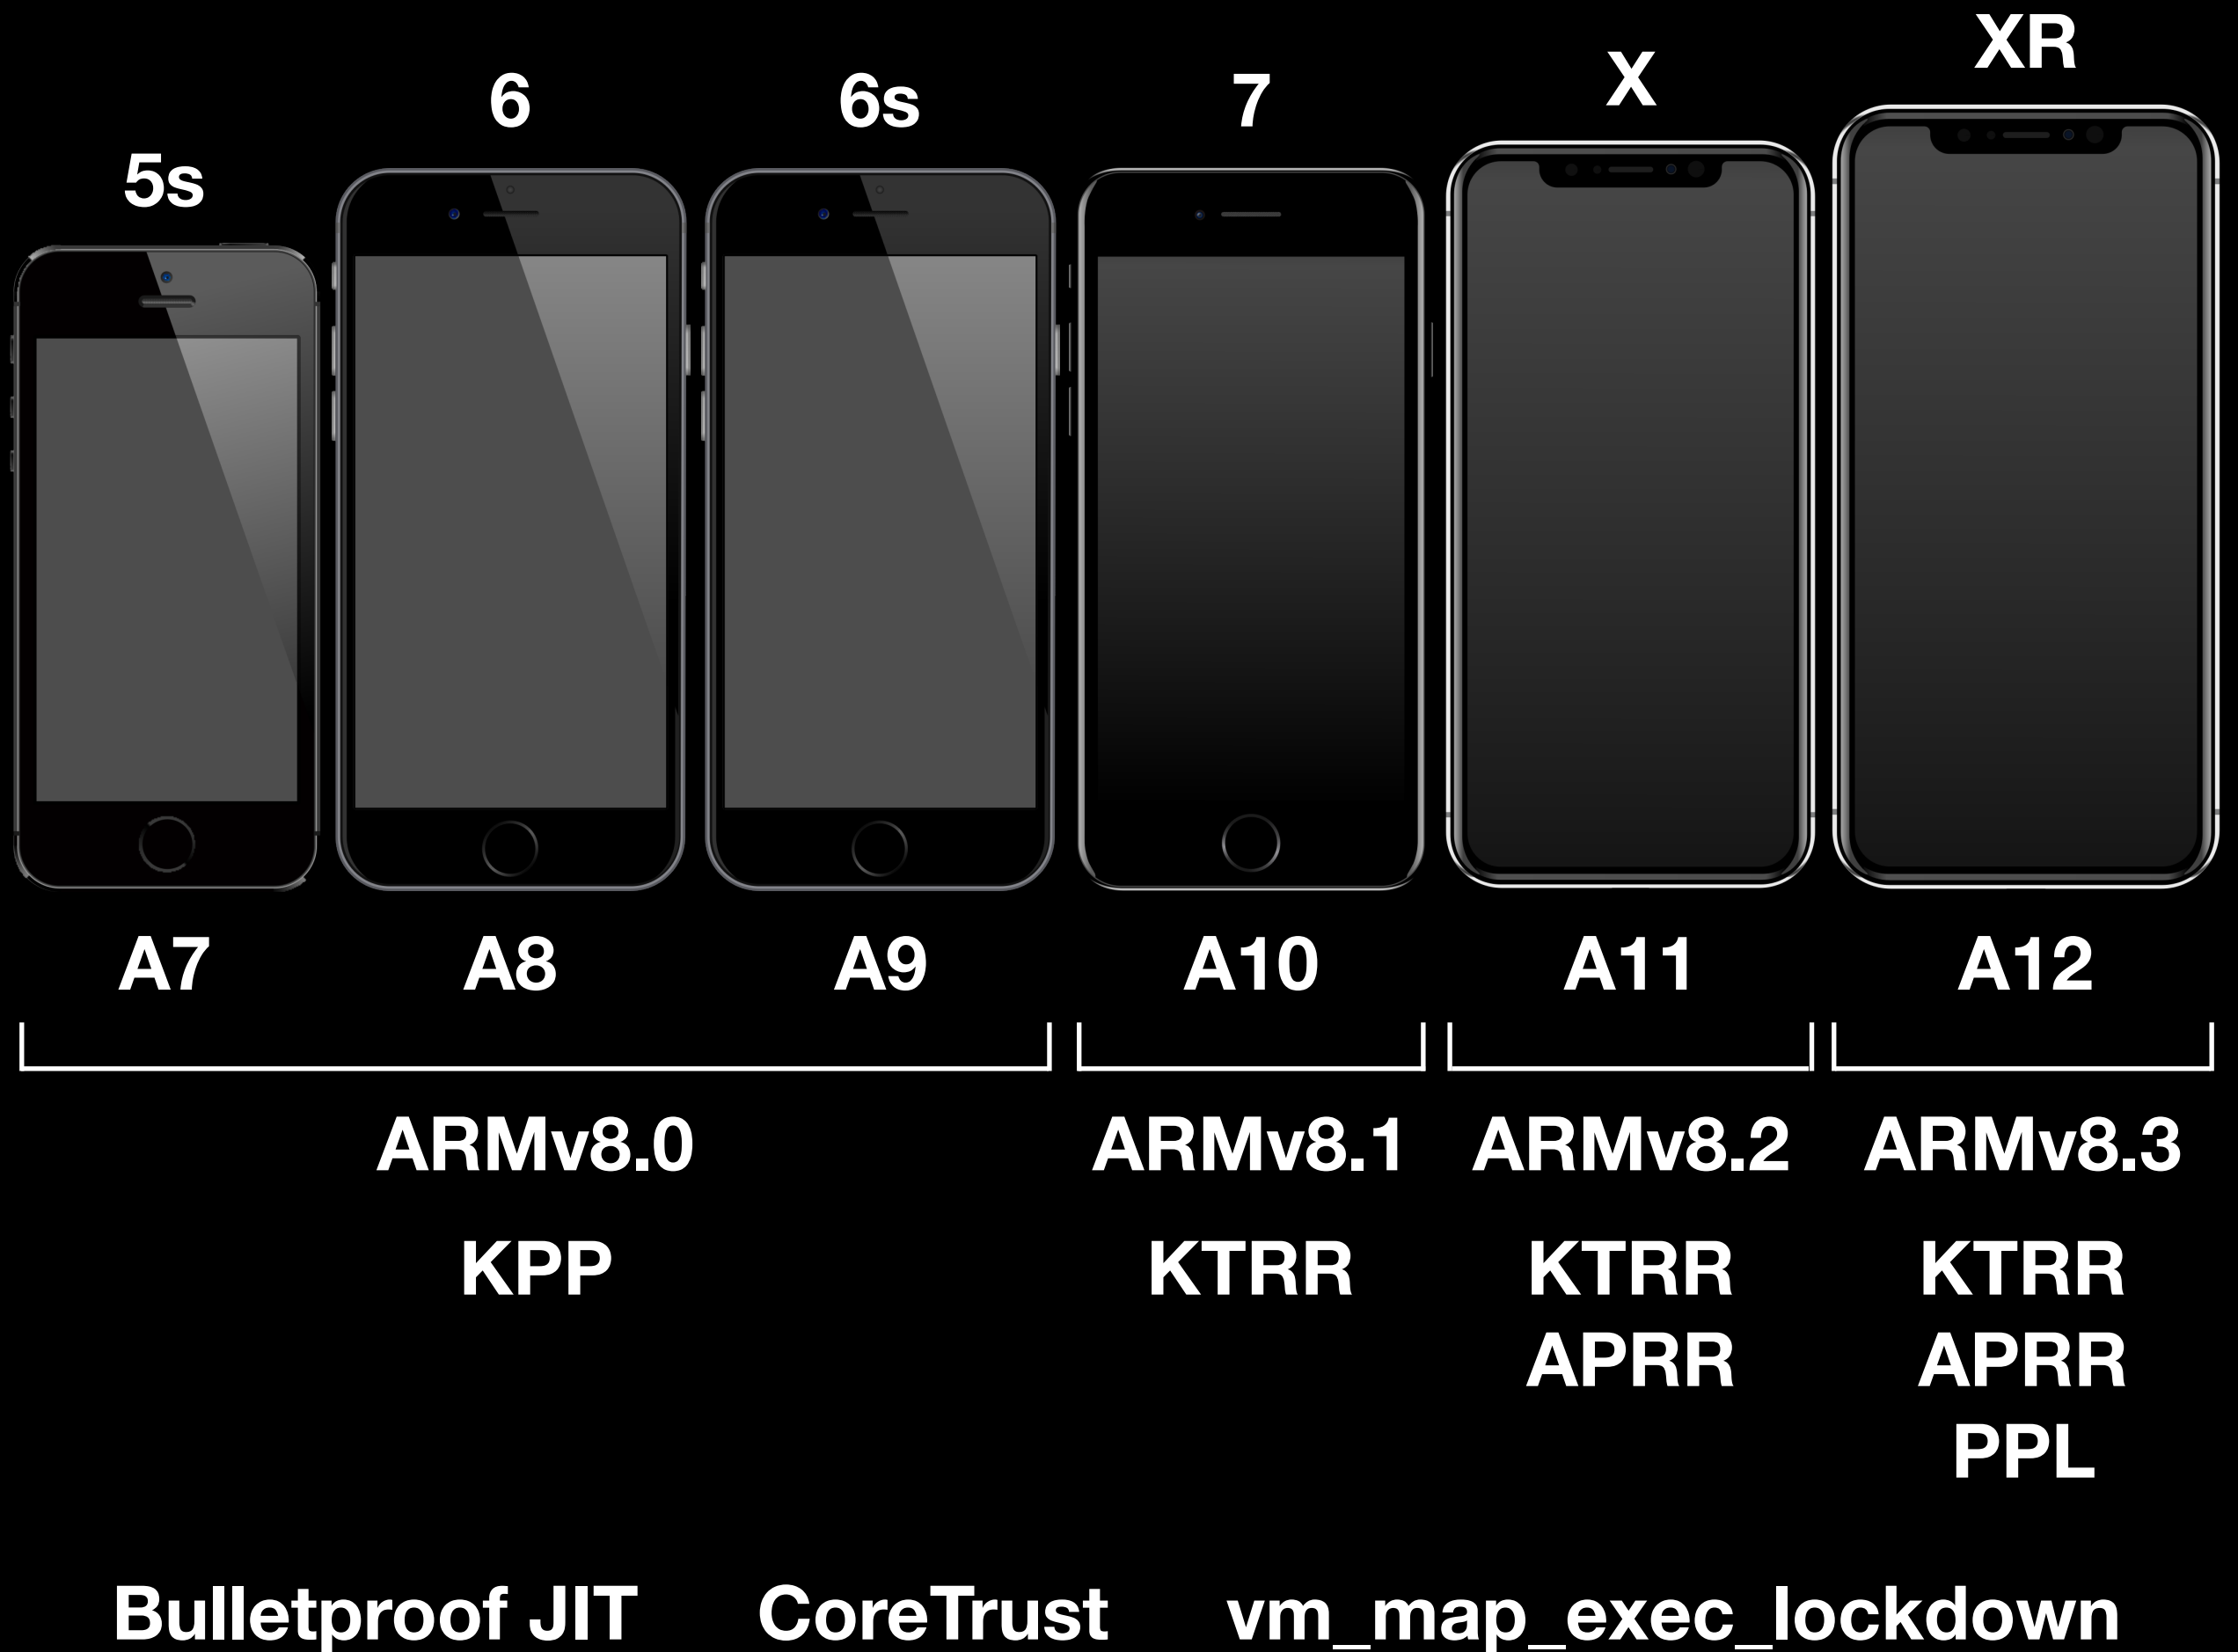 5s 6 6s 7 X XR
A7 A8 A9 A10 A11 A12
ARMv8.0 ARMv8.1 ARMv8.2 ARMv8.3
KPP KTRR KTRR KTRR
APRR APRR
PPL
Bulletproof JIT CoreTrust vm_map_exec_lockdown